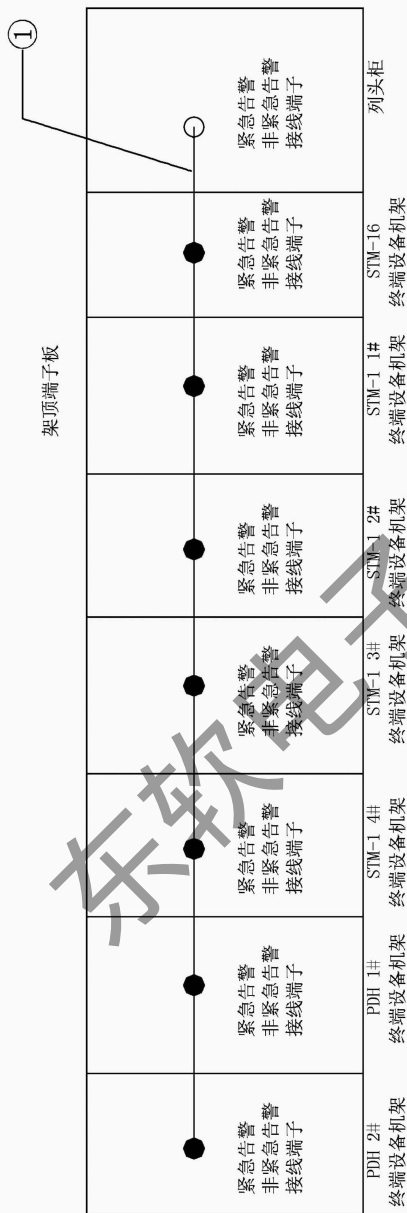 ①
架顶端子板
紧急告警
非紧急告警
接线端子
PDH 2#
终端设备机架
紧急告警
非紧急告警
接线端子
PDH 1#
终端设备机架
紧急告警
非紧急告警
接线端子
STM-1 4#
终端设备机架
紧急告警
非紧急告警
接线端子
STM-1 3#
终端设备机架
紧急告警
非紧急告警
接线端子
STM-1 2#
终端设备机架
紧急告警
非紧急告警
接线端子
STM-1 1#
终端设备机架
紧急告警
非紧急告警
接线端子
STM-16
终端设备机架
紧急告警
非紧急告警
接线端子
列头柜
东软电子